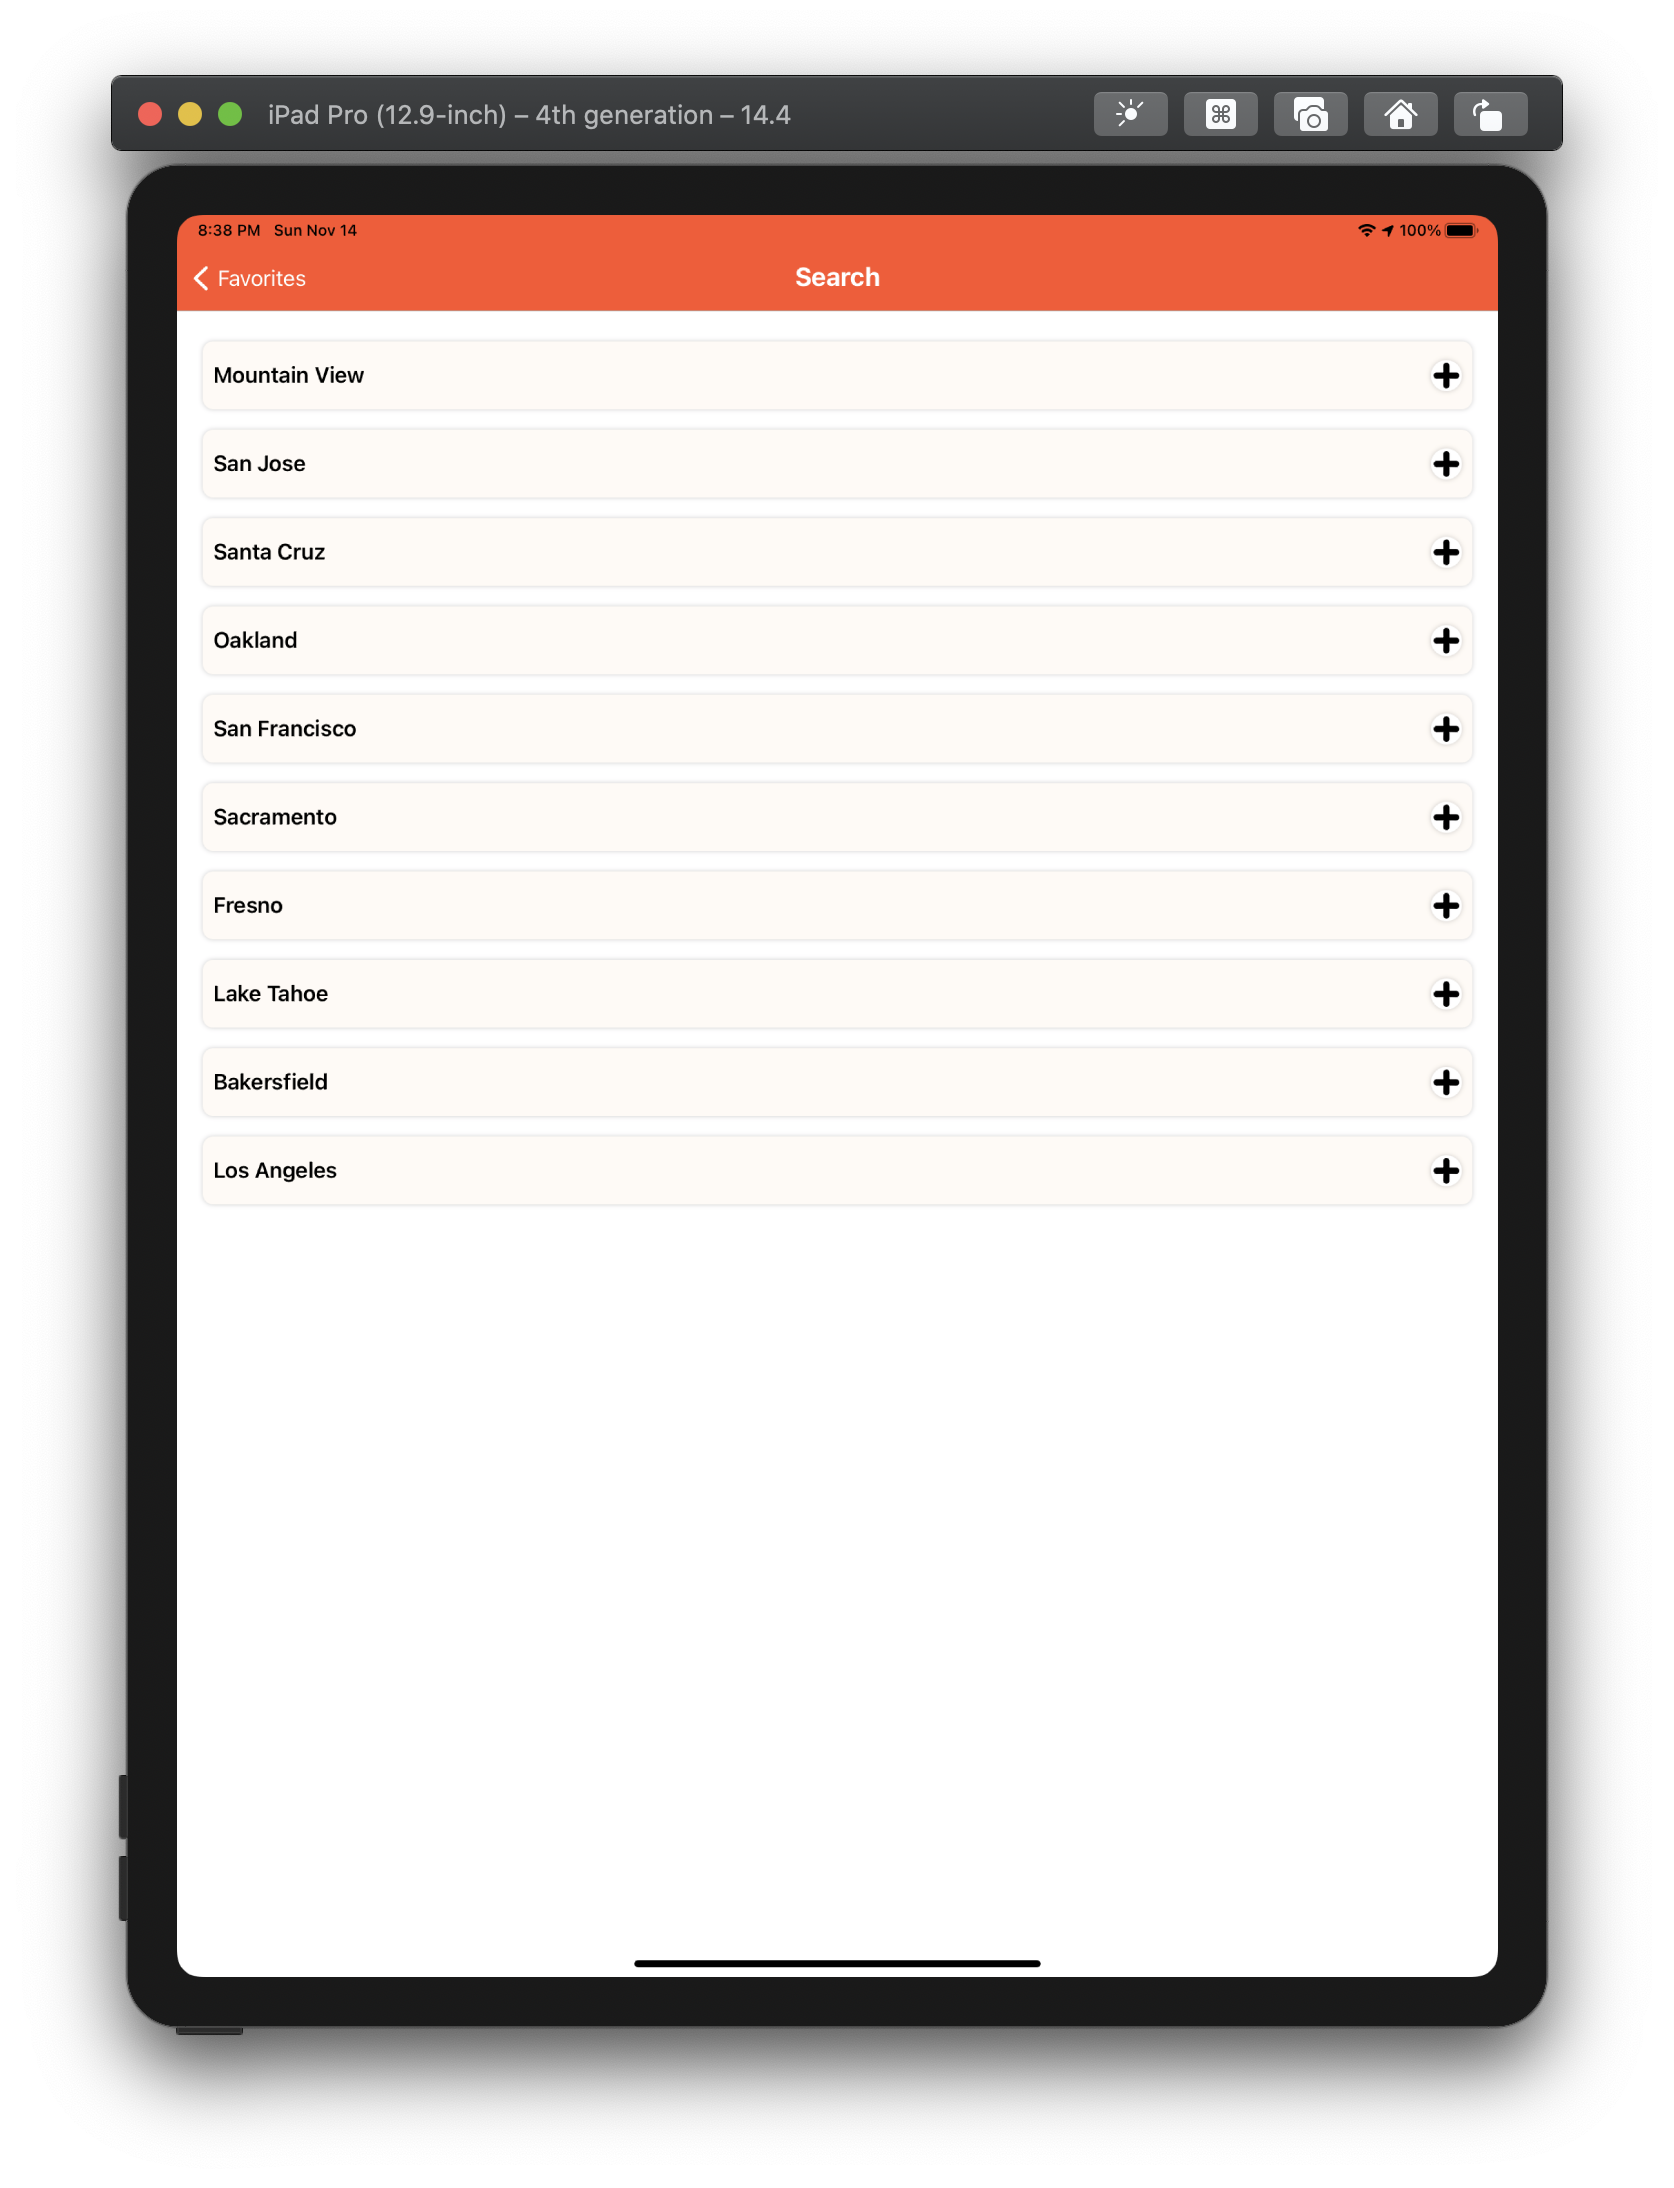 iPad Pro (12.9-inch) – 4th generation – 14.4
8:38 PM Sun Nov 14 100%
Favorites Search
Mountain View
San Jose
Santa Cruz
Oakland
San Francisco
Sacramento
Fresno
Lake Tahoe
Bakersfield
Los Angeles